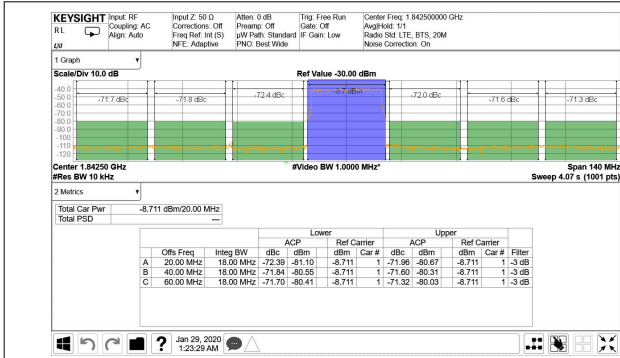 KEYSIGHT Input: RF Input Z: 50 Ω Atten: 0 dB Trig: Free Run Center Freq: 1.842500000 GHz
RL Coupling: AC Corrections: Off Preamp: Off Gate: Off Avg|Hold: 1/1
Align: Auto Freq Ref: Int (S) µW Path: Standard IF Gain: Low Radio Std: LTE, BTS, 20M
LXI NFE: Adaptive PNO: Best Wide Noise Correction: On
1 Graph
Scale/Div 10.0 dB Ref Value -30.00 dBm
-40.0
-50.0 -71.7 dBc -71.8 dBc -72.4 dBc -8.7 dBm -72.0 dBc -71.6 dBc -71.3 dBc
-60.0
-70.0
-80.0
-90.0
-100
-110
-120
Center 1.84250 GHz #Video BW 1.0000 MHz* Span 140 MHz
#Res BW 10 kHz Sweep 4.07 s (1001 pts)
2 Metrics
Total Car Pwr -8.711 dBm/20.00 MHz
Total PSD ---
Lower Upper
ACP Ref Carrier ACP Ref Carrier
Offs Freq Integ BW dBc dBm dBm Car # dBc dBm dBm Car # Filter
A 20.00 MHz 18.00 MHz -72.39 -81.10 -8.711 1 -71.96 -80.67 -8.711 1 -3 dB
B 40.00 MHz 18.00 MHz -71.84 -80.55 -8.711 1 -71.60 -80.31 -8.711 1 -3 dB
C 60.00 MHz 18.00 MHz -71.70 -80.41 -8.711 1 -71.32 -80.03 -8.711 1 -3 dB
? Jan 29, 2020
1:23:29 AM